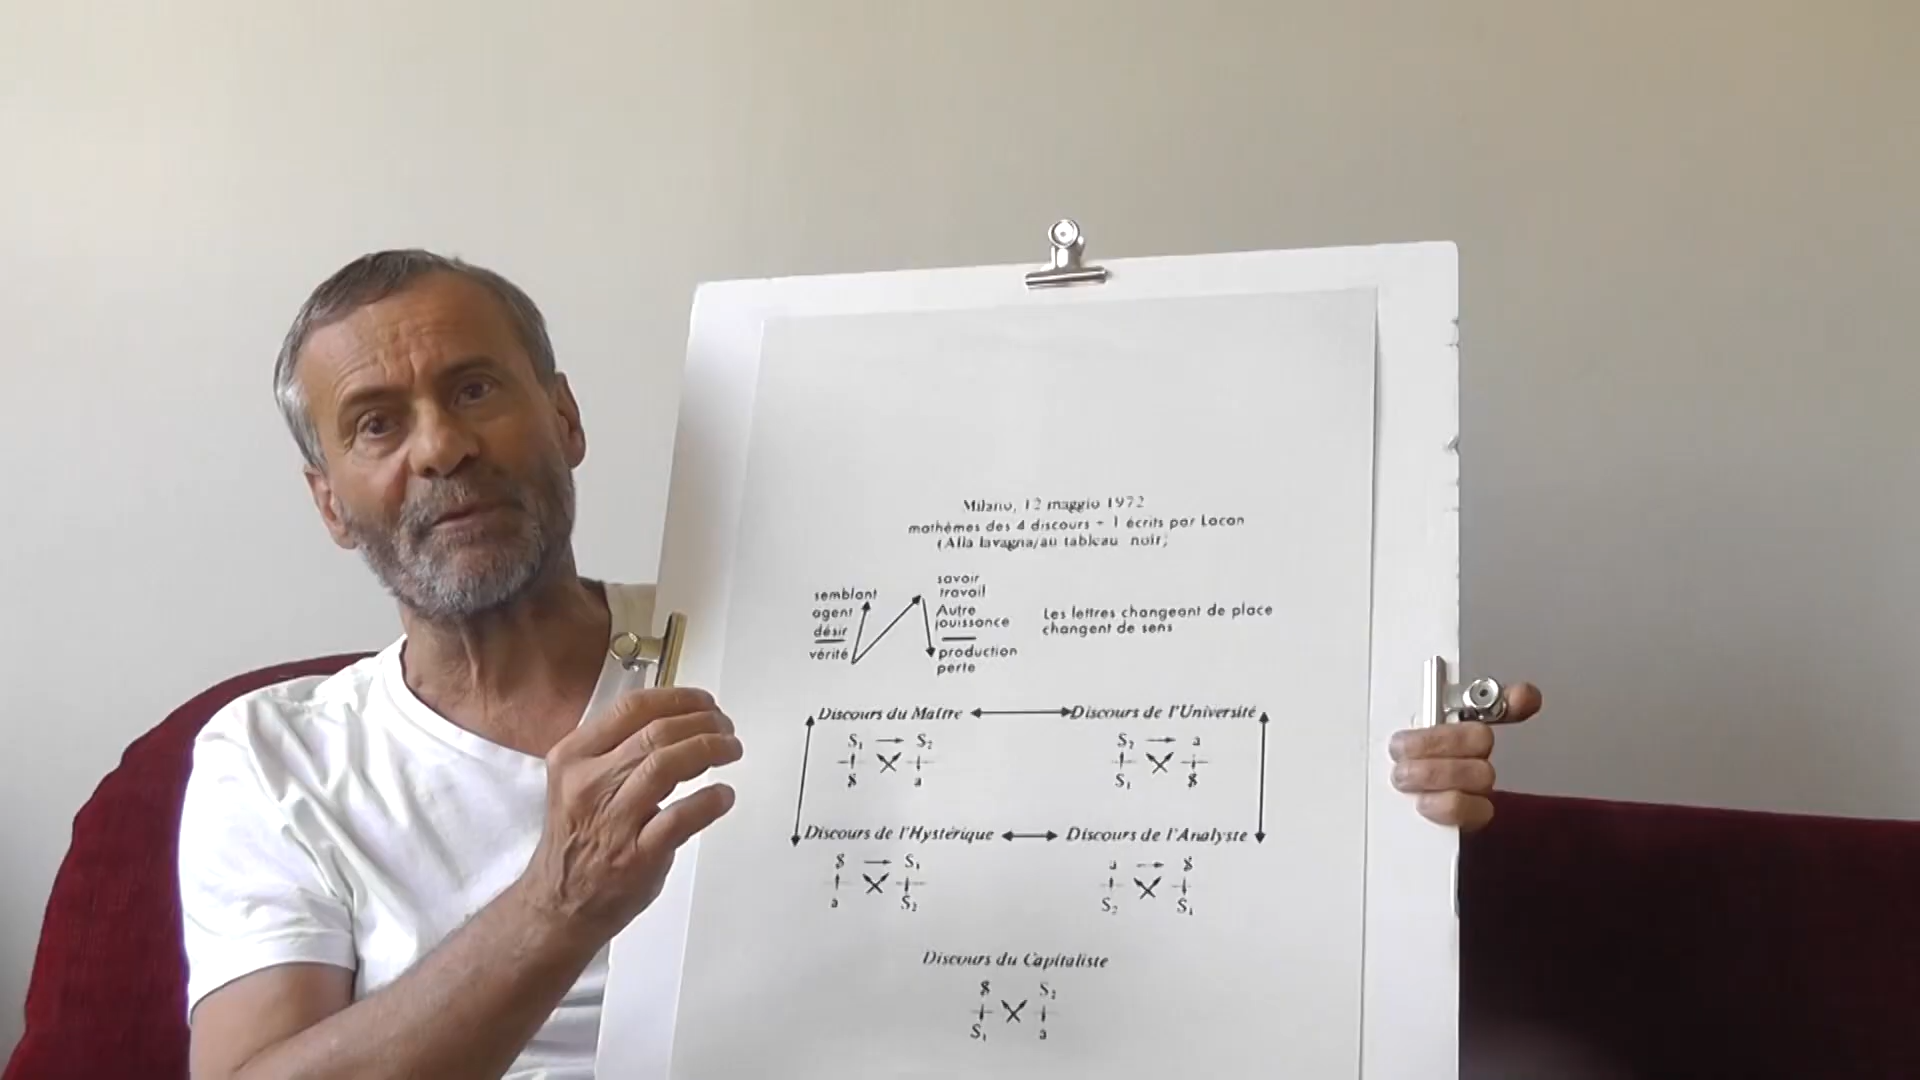 Milano, 12 maggio 1972
mathèmes des 4 discours + 1 écrits par Lacan
(Alla lavagna/au tableau noir)
semblant
agent
désir
vérité
savoir
travail
Autre
jouissance
production
perte
Les lettres changeant de place
changent de sens
Discours du Maître
Discours de l'Université
S₁ → S₂
$ a
S₂ → a
S₁ $
Discours de l'Hystérique
Discours de l'Analyste
$ → S₁
a S₂
a → $
S₂ S₁
Discours du Capitaliste
$ S₂
S₁ a